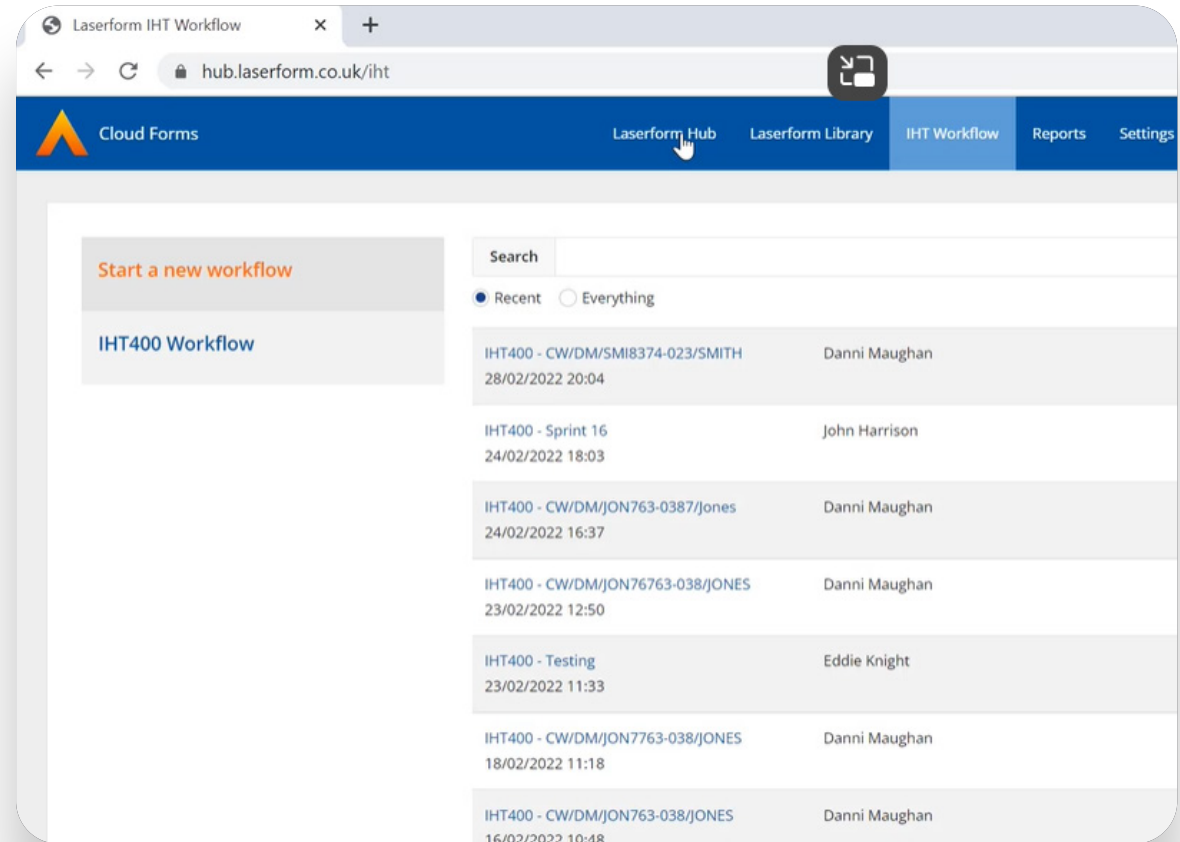 Laserform IHT Workflow
hub.laserform.co.uk/iht
Cloud Forms
Laserform Hub
Laserform Library
IHT Workflow
Reports
Settings
Start a new workflow
IHT400 Workflow
Search
Recent
Everything
IHT400 - CW/DM/SMI8374-023/SMITH
Danni Maughan
28/02/2022 20:04
IHT400 - Sprint 16
John Harrison
24/02/2022 18:03
IHT400 - CW/DM/JON763-0387/Jones
Danni Maughan
24/02/2022 16:37
IHT400 - CW/DM/JON76763-038/JONES
Danni Maughan
23/02/2022 12:50
IHT400 - Testing
Eddie Knight
23/02/2022 11:33
IHT400 - CW/DM/JON7763-038/JONES
Danni Maughan
18/02/2022 11:18
IHT400 - CW/DM/JON763-038/JONES
Danni Maughan
16/02/2022 10:48